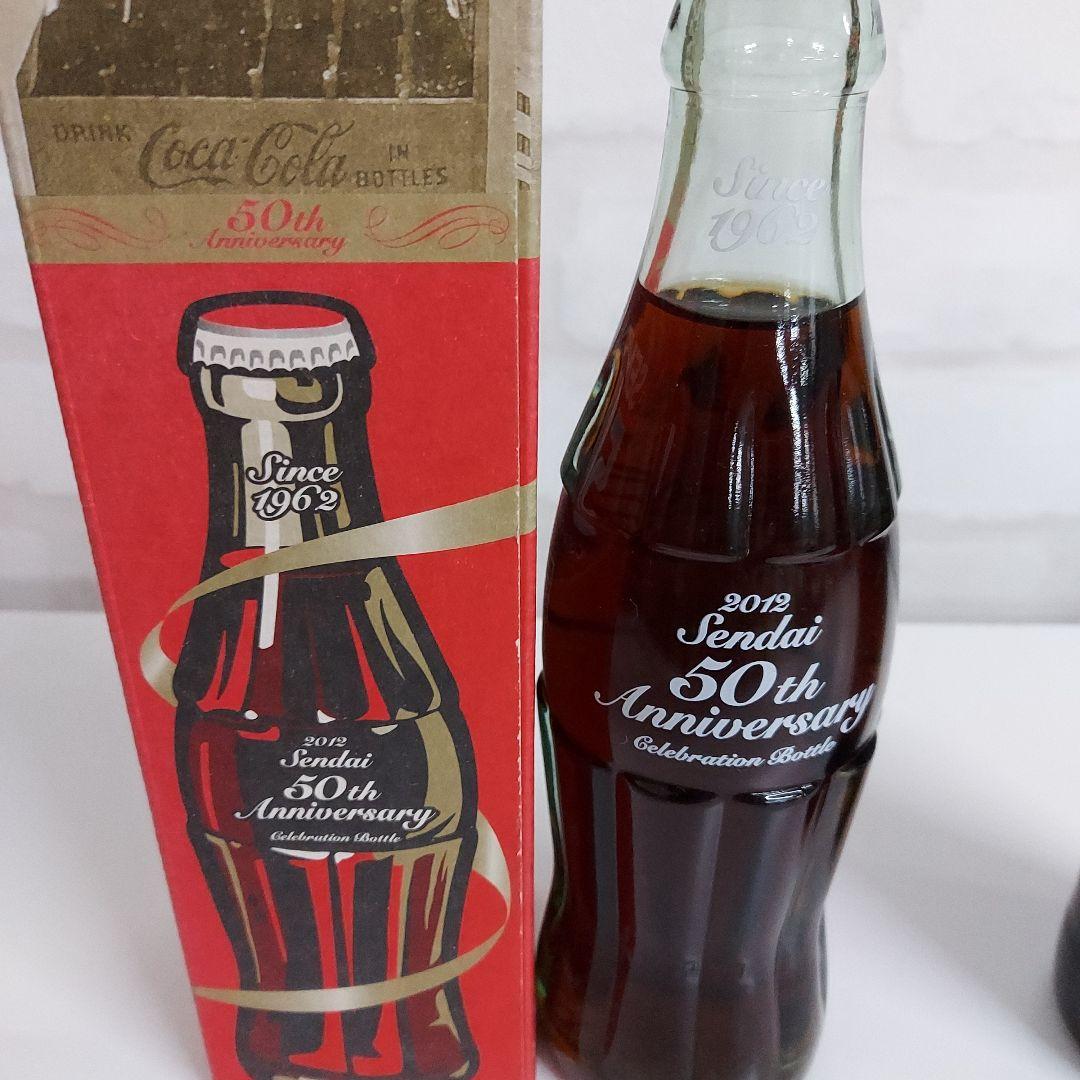 DRINK Coca-Cola IN BOTTLES
50th
Anniversary
Since
1962
2012
Sendai
50th
Anniversary
Celebration Bottle
Since
1962
2012
Sendai
50th
Anniversary
Celebration Bottle